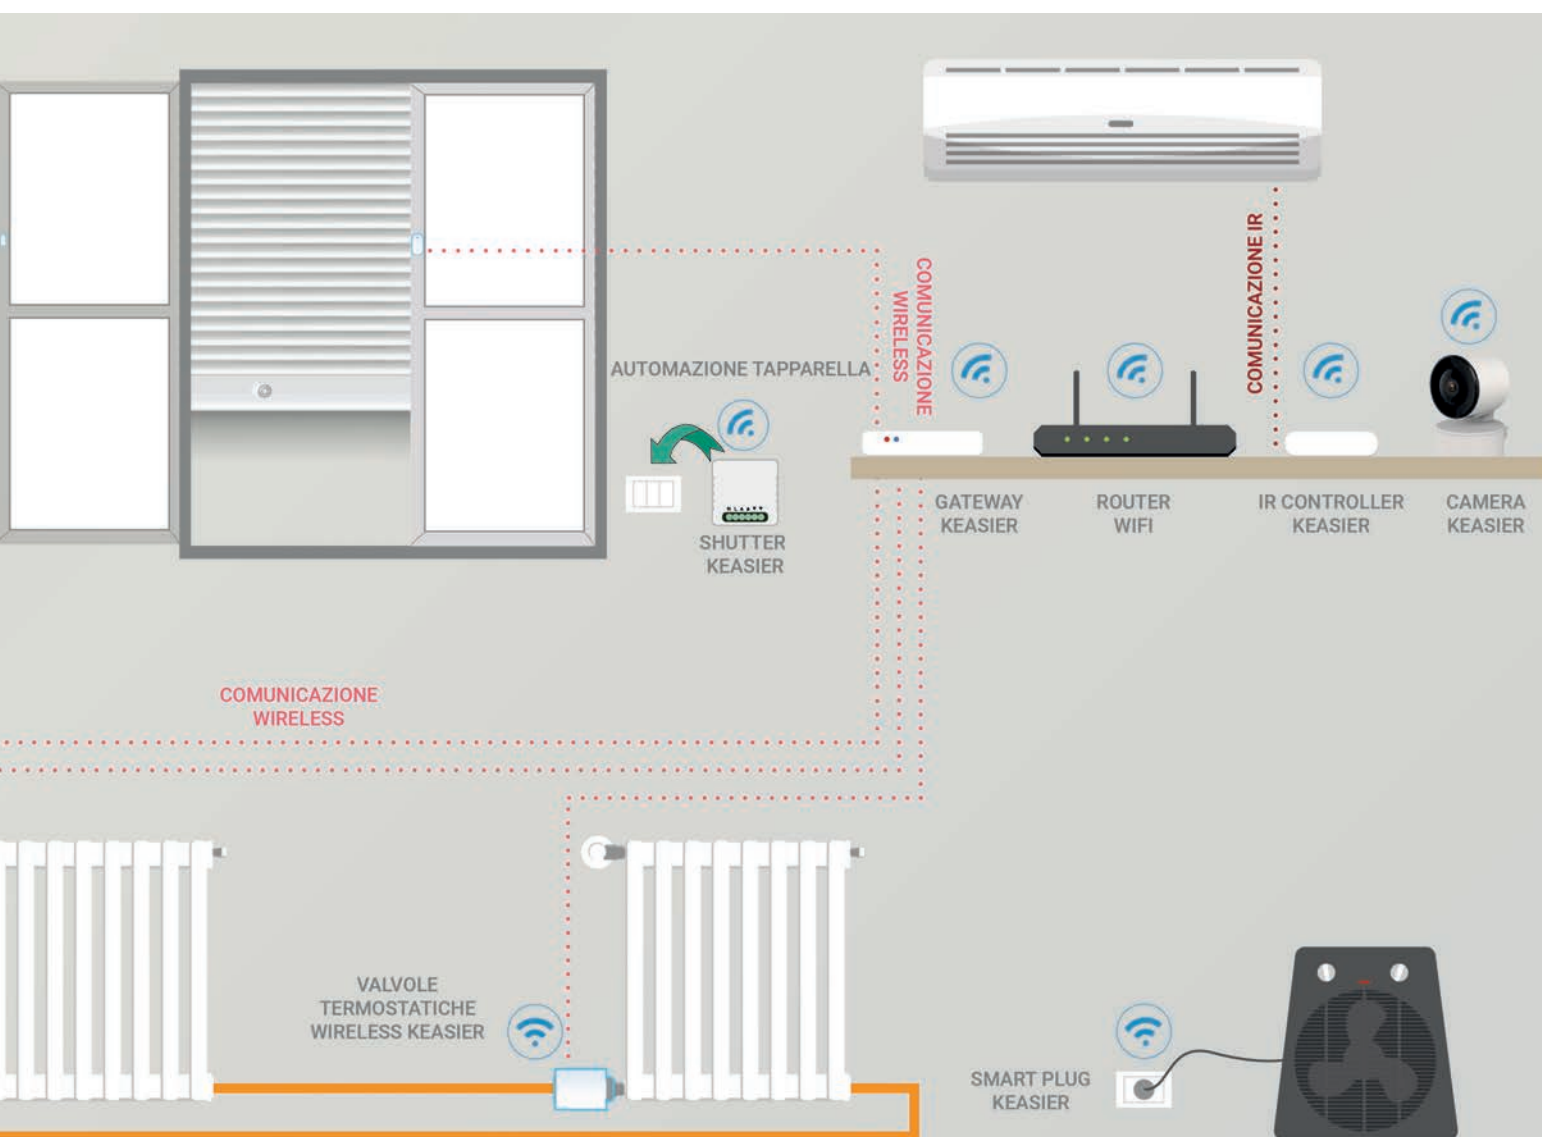 COMUNICAZIONE IR
COMUNICAZIONE
WIRELESS
AUTOMAZIONE TAPPARELLA
GATEWAY
KEASIER
ROUTER
WIFI
IR CONTROLLER
KEASIER
CAMERA
KEASIER
SHUTTER
KEASIER
COMUNICAZIONE
WIRELESS
VALVOLE
TERMOSTATICHE
WIRELESS KEASIER
SMART PLUG
KEASIER